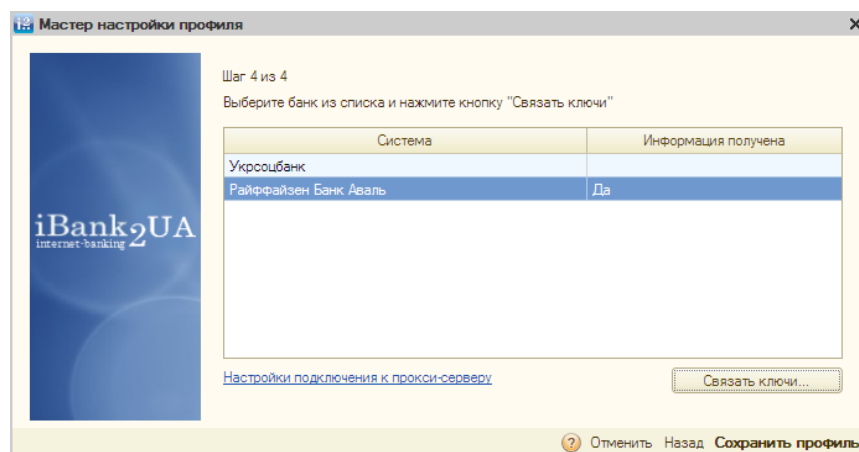 Мастер настройки профиля
Шаг 4 из 4
Выберите банк из списка и нажмите кнопку "Связать ключи"
Система Информация получена
Укрсоцбанк
Райффайзен Банк Аваль Да
iBank2UA
internet-banking
Настройки подключения к прокси-серверу Связать ключи...
? Отменить Назад Сохранить профиль